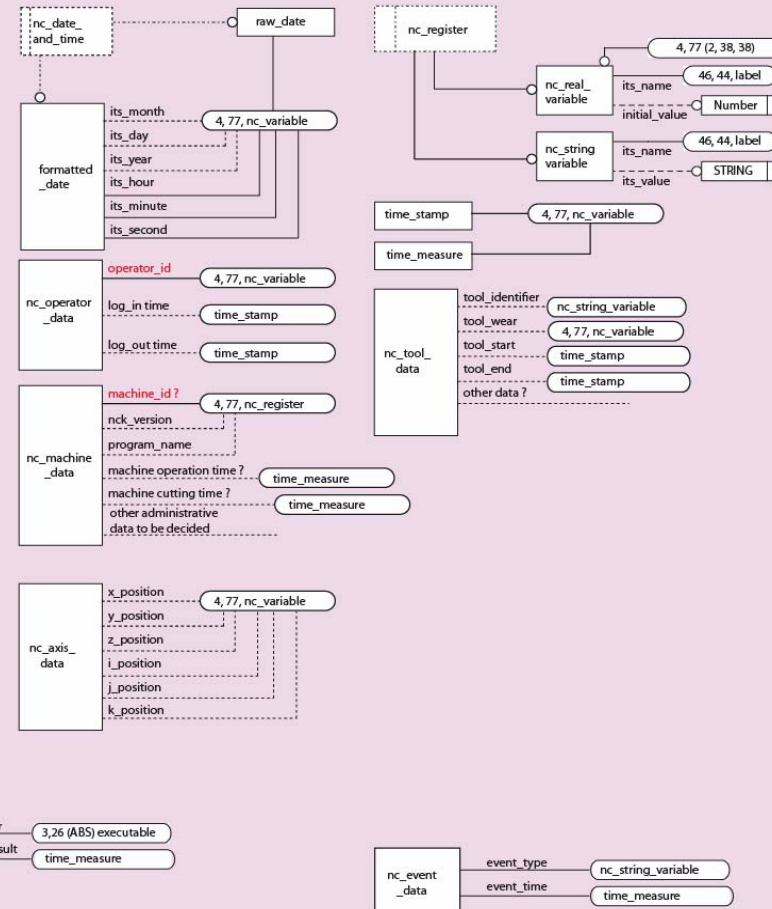 nc_date_
and_time
raw_date
formatted
_date
its_month
4, 77, nc_variable
its_day
its_year
its_hour
its_minute
its_second
nc_operator
_data
operator_id
4, 77, nc_variable
log_in time
time_stamp
log_out time
time_stamp
nc_machine
_data
machine_id ?
4, 77, nc_register
nck_version
program_name
machine operation time ?
time_measure
machine cutting time ?
time_measure
other administrative
data to be decided
nc_axis_
data
x_position
4, 77, nc_variable
y_position
z_position
i_position
j_position
k_position
3,26 (ABS) executable
sult
time_measure
nc_register
4, 77 (2, 38, 38)
nc_real_
variable
its_name
46, 44, label
initial_value
Number
nc_string
variable
its_name
46, 44, label
its_value
STRING
time_stamp
4, 77, nc_variable
time_measure
nc_tool_
data
tool_identifier
nc_string_variable
tool_wear
4, 77, nc_variable
tool_start
time_stamp
tool_end
time_stamp
other data ?
nc_event
_data
event_type
nc_string_variable
event_time
time_measure